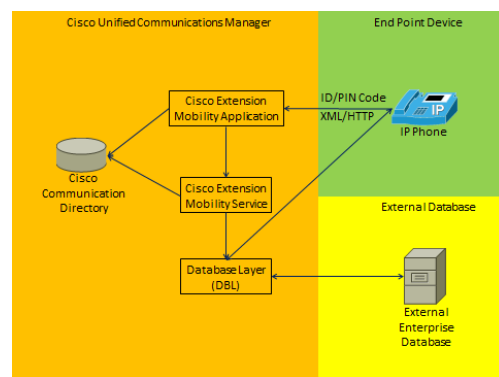 Cisco Unified Communications Manager
End Point Device
Cisco Extension
Mobility Application
ID/PIN Code
XML/HTTP
IP
IP Phone
Cisco
Communication
Directory
Cisco Extension
Mobility Service
External Database
Database Layer
(DBL)
External
Enterprise
Database